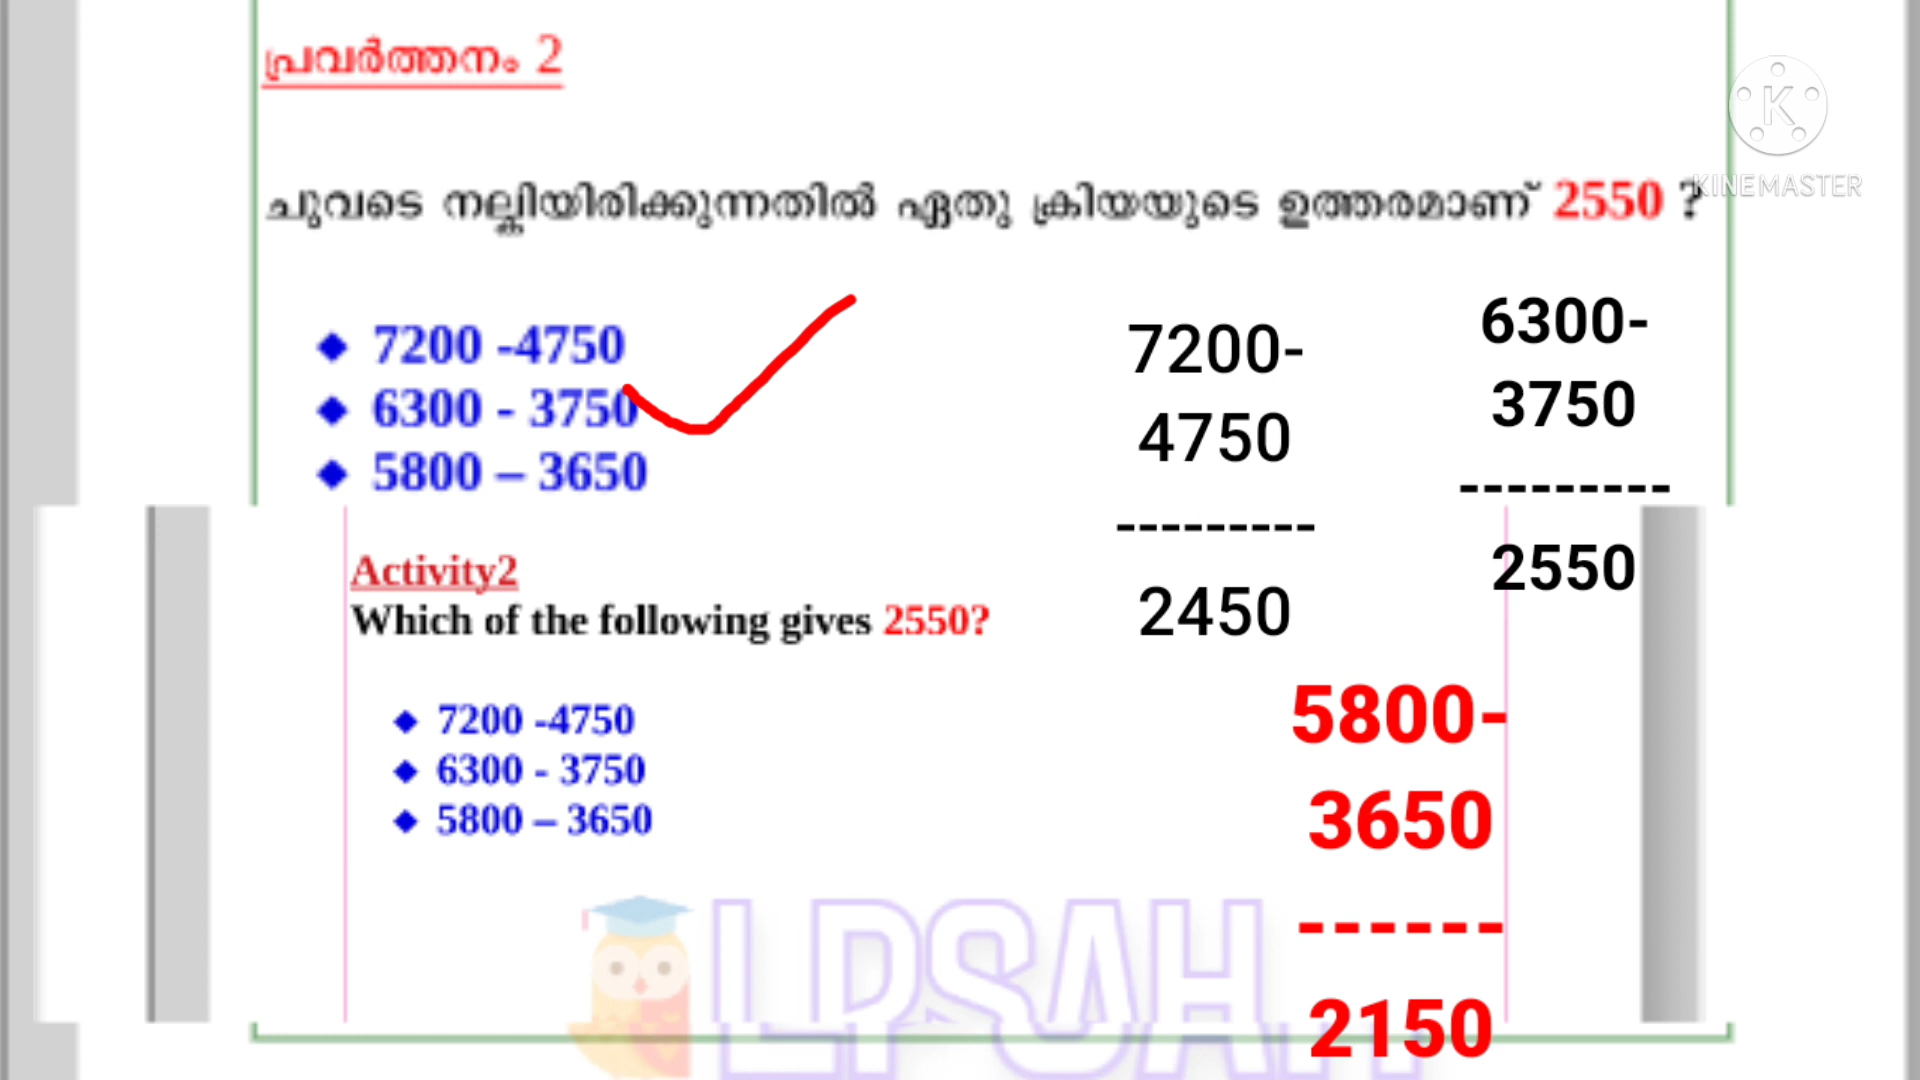 പ്രവർത്തനം 2
ചുവടെ നല്കിയിരിക്കുന്നതിൽ ഏതു ക്രിയയുടെ ഉത്തരമാണ് 2550 ?
KINEMASTER
◆ 7200 -4750
◆ 6300 - 3750
◆ 5800 – 3650
7200-
4750
---------
2450
6300-
3750
---------
2550
Activity2
Which of the following gives 2550?
◆ 7200 -4750
◆ 6300 - 3750
◆ 5800 – 3650
5800-
3650
------
2150
LPSAH